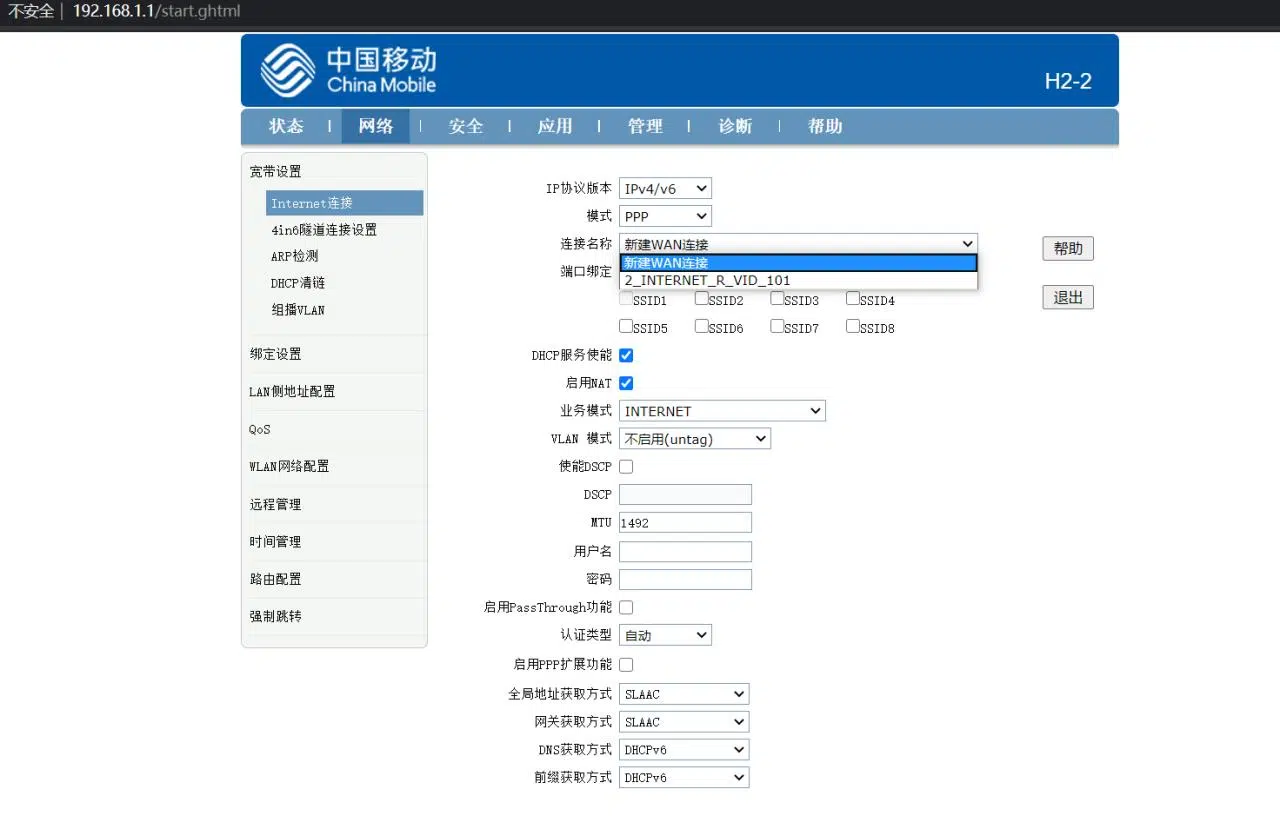 不安全 | 192.168.1.1/start.ghtml
中国移动
China Mobile
H2-2
状态 | 网络 | 安全 | 应用 | 管理 | 诊断 | 帮助
宽带设置
Internet连接
4in6隧道连接设置
ARP检测
DHCP清链
组播VLAN
绑定设置
LAN侧地址配置
QoS
WLAN网络配置
远程管理
时间管理
路由配置
强制跳转
IP协议版本 IPv4/v6
模式 PPP
连接名称 新建WAN连接
新建WAN连接
端口绑定 2_INTERNET_R_VID_101
SSID1 SSID2 SSID3 SSID4
SSID5 SSID6 SSID7 SSID8
DHCP服务使能
启用NAT
业务模式 INTERNET
VLAN 模式 不启用(untag)
使能DSCP
DSCP
MTU 1492
用户名
密码
启用PassThrough功能
认证类型 自动
启用PPP扩展功能
全局地址获取方式 SLAAC
网关获取方式 SLAAC
DNS获取方式 DHCPv6
前缀获取方式 DHCPv6
帮助
退出